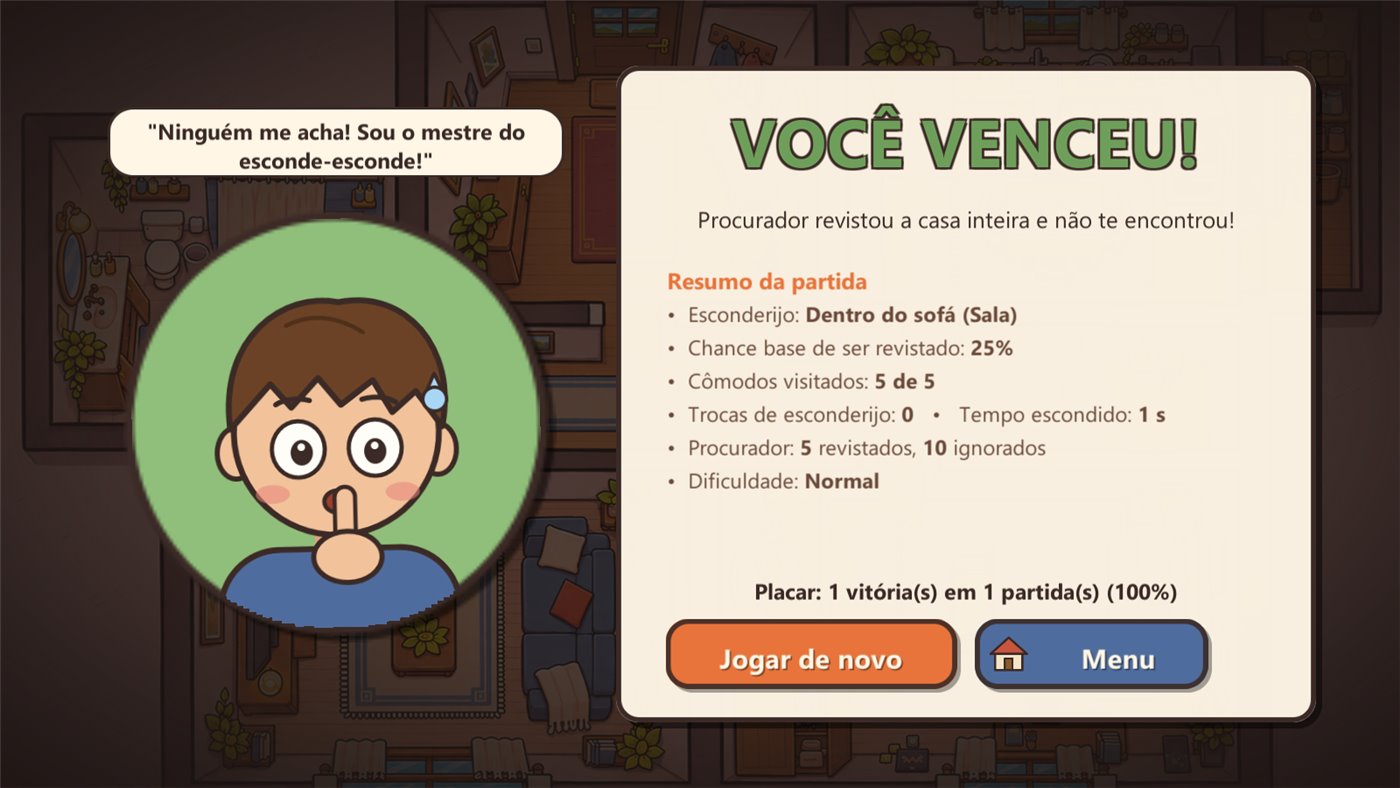 "Ninguém me acha! Sou o mestre do
esconde-esconde!"
VOCÊ VENCEU!
Procurador revistou a casa inteira e não te encontrou!
Resumo da partida
• Esconderijo: Dentro do sofá (Sala)
• Chance base de ser revistado: 25%
• Cômodos visitados: 5 de 5
• Trocas de esconderijo: 0 • Tempo escondido: 1 s
• Procurador: 5 revistados, 10 ignorados
• Dificuldade: Normal
Placar: 1 vitória(s) em 1 partida(s) (100%)
Jogar de novo
Menu